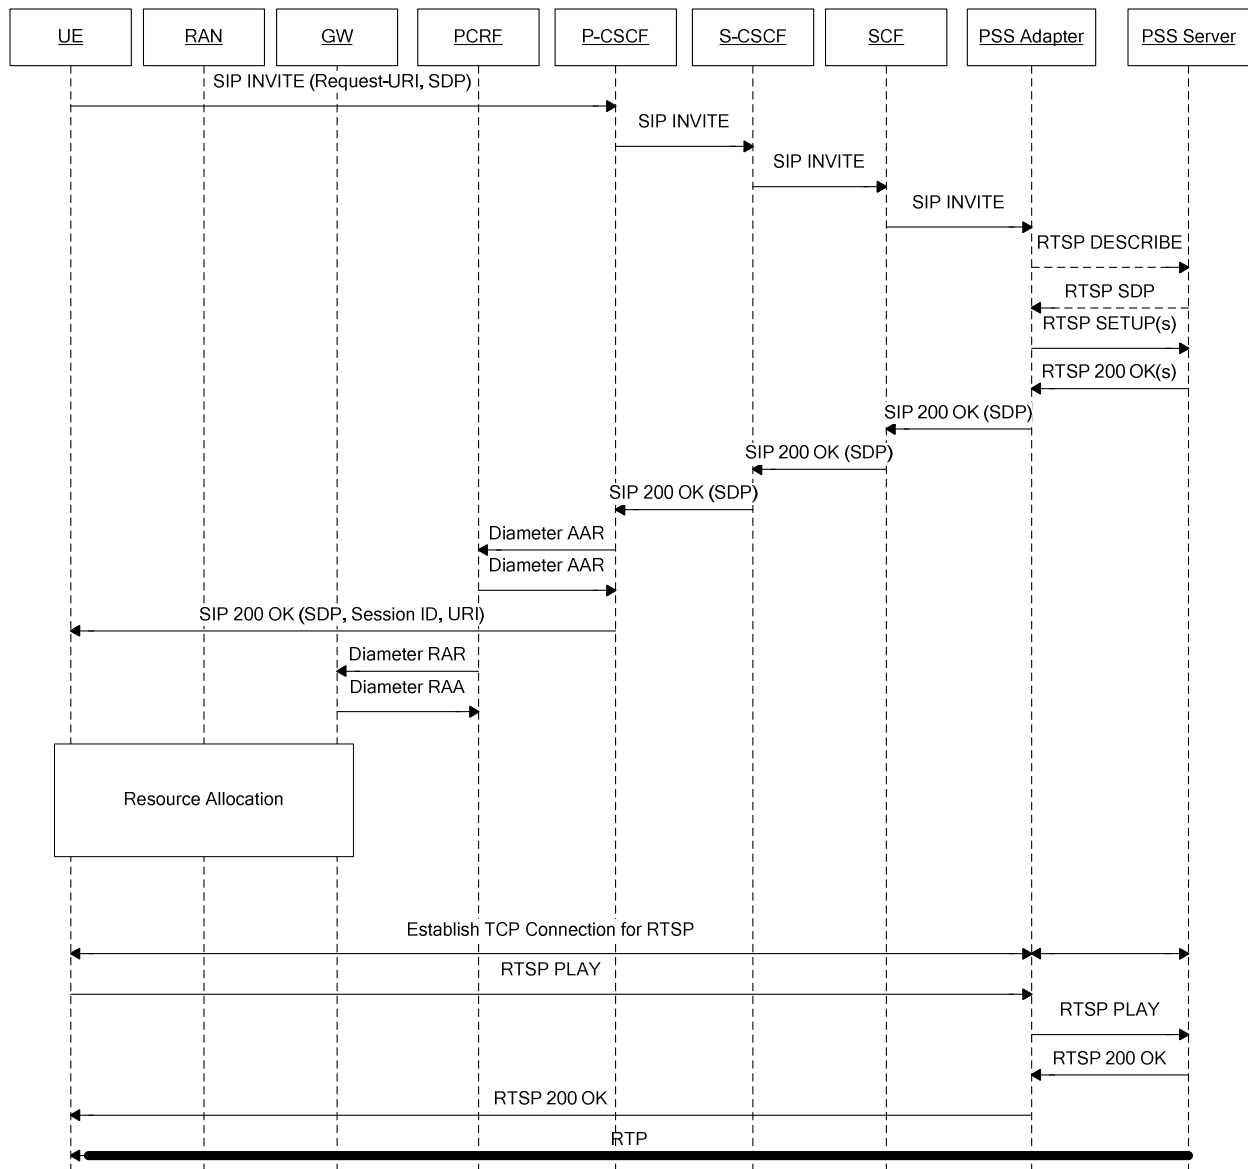 UE
RAN
GW
PCRF
P-CSCF
S-CSCF
SCF
PSS Adapter
PSS Server
SIP INVITE (Request-URI, SDP)
SIP INVITE
SIP INVITE
SIP INVITE
RTSP DESCRIBE
RTSP SDP
RTSP SETUP(s)
RTSP 200 OK(s)
SIP 200 OK (SDP)
SIP 200 OK (SDP)
SIP 200 OK (SDP)
Diameter AAR
Diameter AAR
SIP 200 OK (SDP, Session ID, URI)
Diameter RAR
Diameter RAA
Resource Allocation
Establish TCP Connection for RTSP
RTSP PLAY
RTSP PLAY
RTSP 200 OK
RTSP 200 OK
RTP